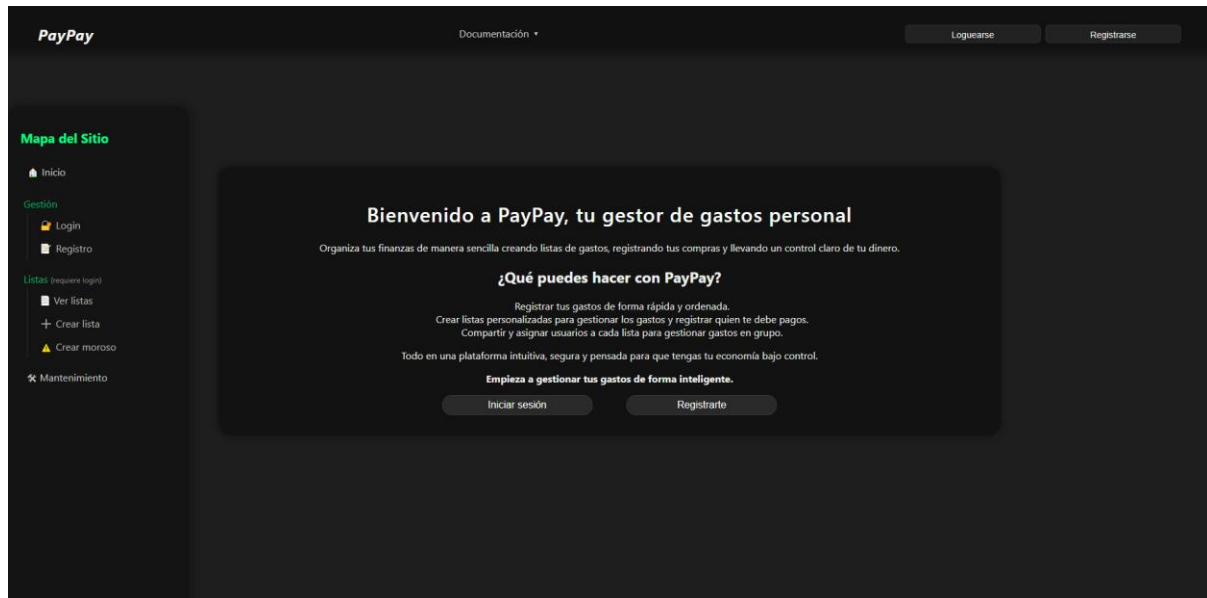 PayPay
Documentación ▾
Loguearse
Registrarse
Mapa del Sitio
Inicio
Gestión
Login
Registro
Listas (requiere login)
Ver listas
Crear lista
Crear moroso
Mantenimiento
Bienvenido a PayPay, tu gestor de gastos personal
Organiza tus finanzas de manera sencilla creando listas de gastos, registrando tus compras y llevando un control claro de tu dinero.
¿Qué puedes hacer con PayPay?
Registrar tus gastos de forma rápida y ordenada.
Crear listas personalizadas para gestionar los gastos y registrar quien te debe pagos.
Compartir y asignar usuarios a cada lista para gestionar gastos en grupo.
Todo en una plataforma intuitiva, segura y pensada para que tengas tu economía bajo control.
Empieza a gestionar tus gastos de forma inteligente.
Iniciar sesión
Registrarte